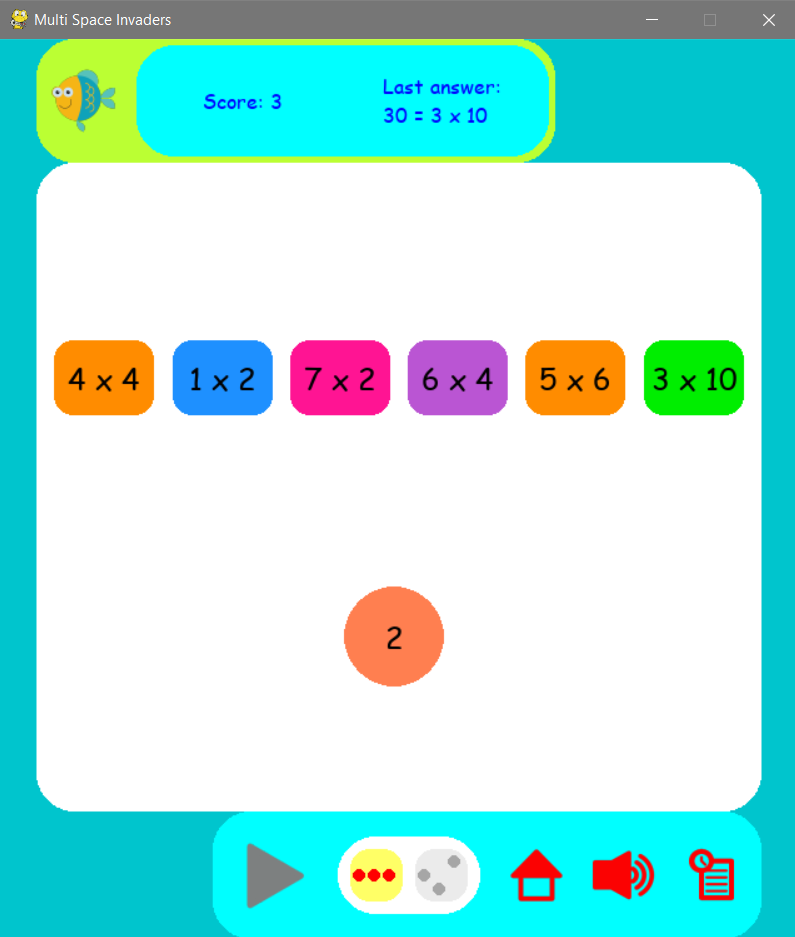 Multi Space Invaders
Score: 3
Last answer:
30 = 3 x 10
4 x 4
1 x 2
7 x 2
6 x 4
5 x 6
3 x 10
2